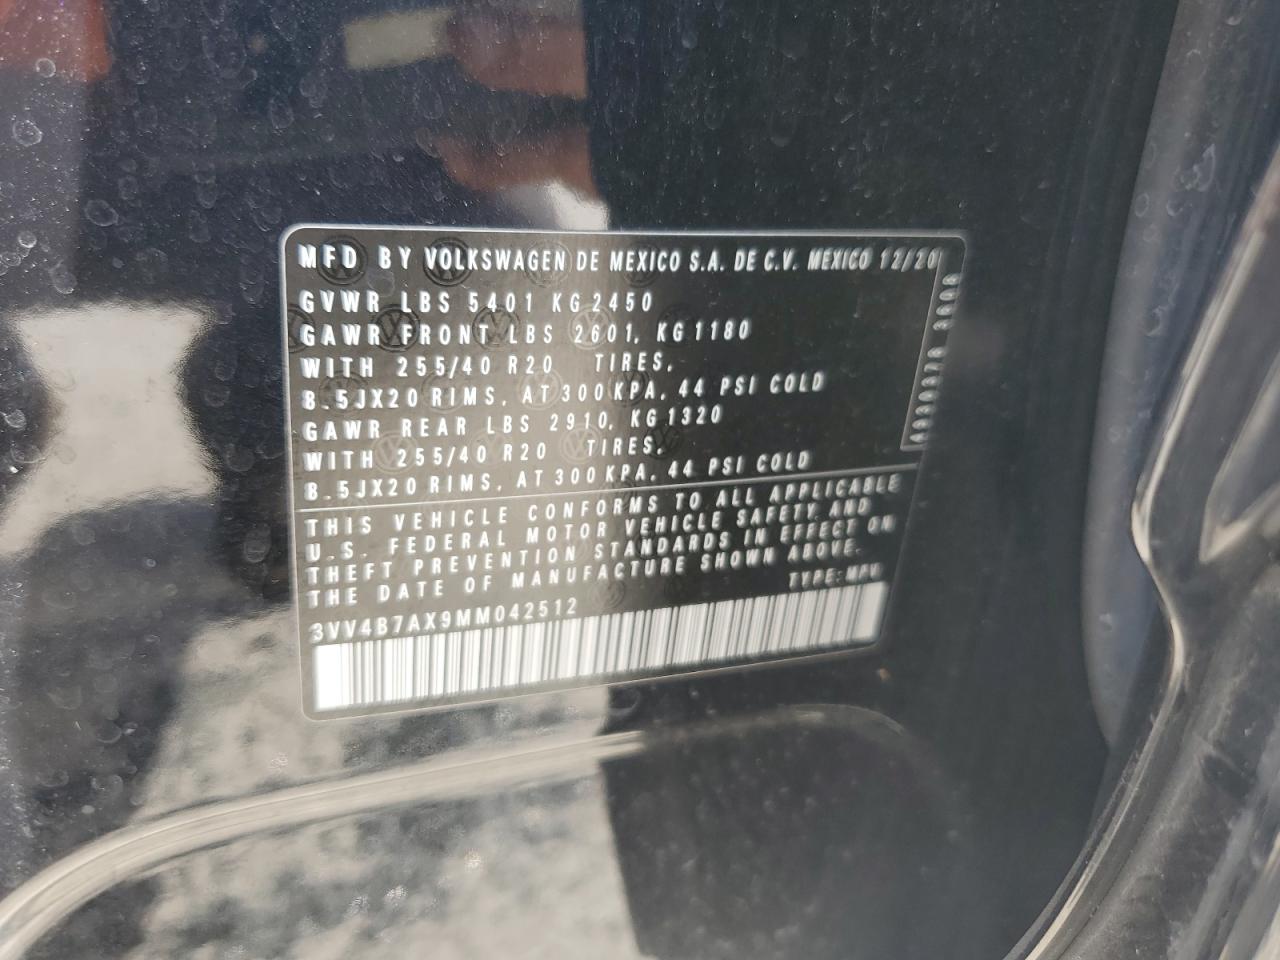 MFD BY VOLKSWAGEN DE MEXICO S.A. DE C.V. MEXICO 12/20
GVWR LBS 5401 KG 2450
GAWR FRONT LBS 2601, KG 1180
WITH 255/40 R20 TIRES,
8.5JX20 RIMS, AT 300 KPA, 44 PSI COLD
GAWR REAR LBS 2910, KG 1320
WITH 255/40 R20 TIRES,
8.5JX20 RIMS, AT 300 KPA, 44 PSI COLD
THIS VEHICLE CONFORMS TO ALL APPLICABLE
U.S. FEDERAL MOTOR VEHICLE SAFETY AND
THEFT PREVENTION STANDARDS IN EFFECT ON
THE DATE OF MANUFACTURE SHOWN ABOVE.
TYPE: MPV
3VV4B7AX9MM042512